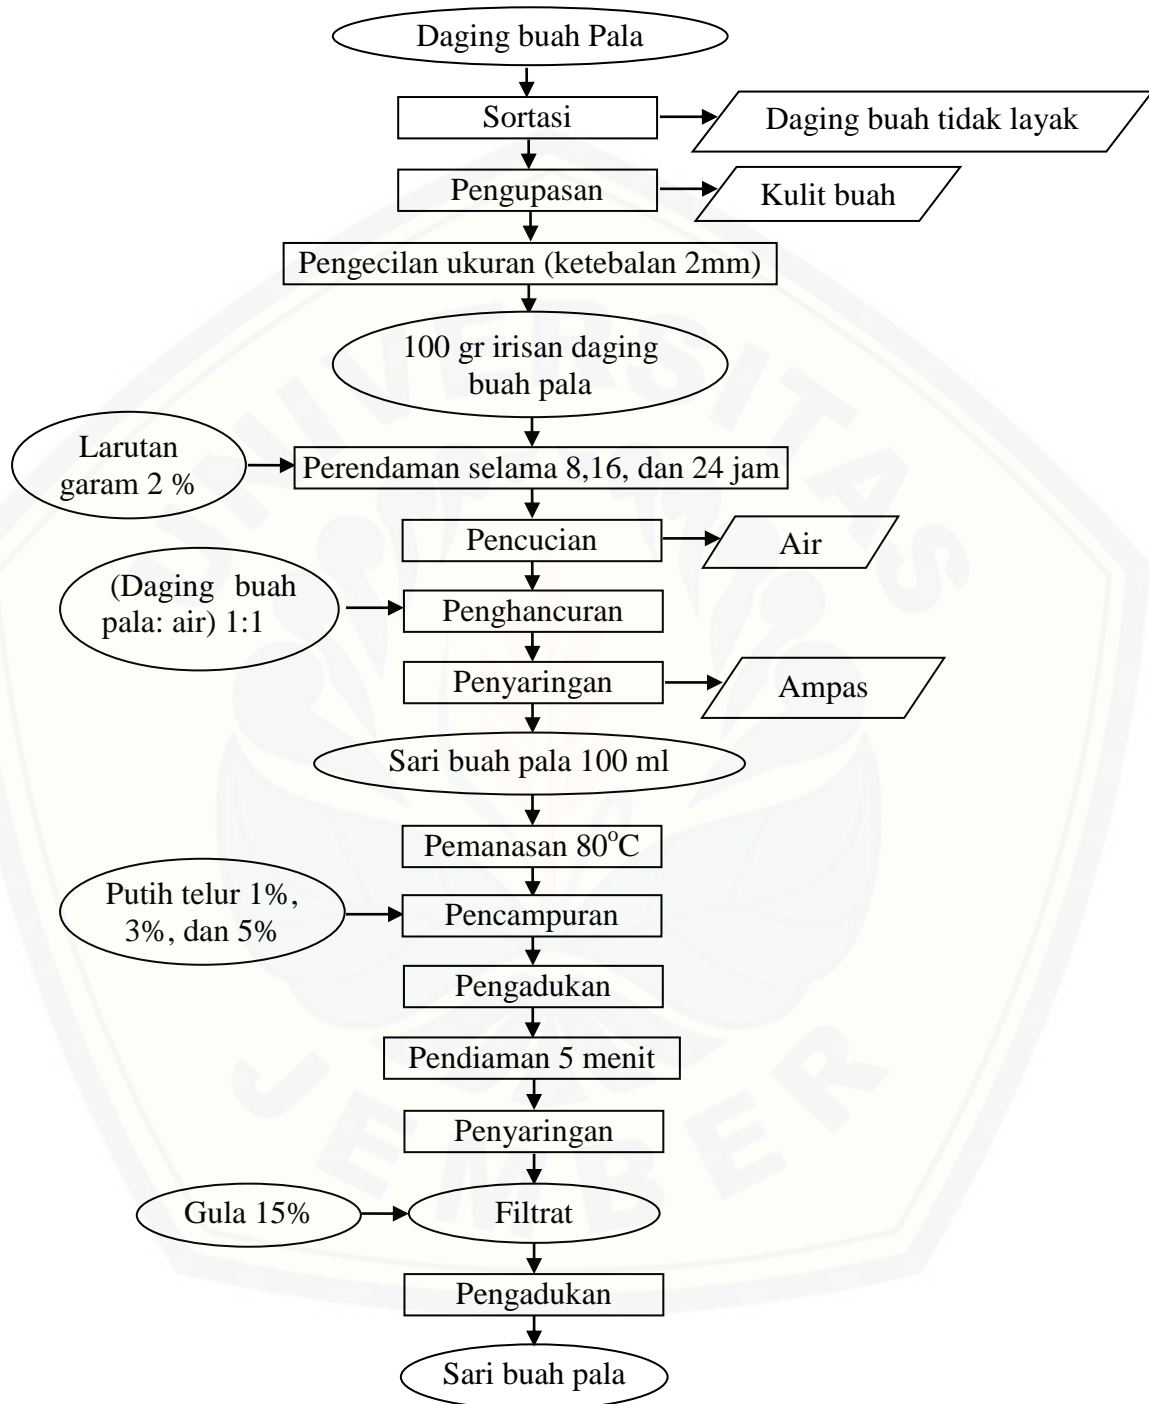 Daging buah Pala
Sortasi
Daging buah tidak layak
Pengupasan
Kulit buah
Pengecilan ukuran (ketebalan 2mm)
100 gr irisan daging
buah pala
Larutan
garam 2 %
Perendaman selama 8,16, dan 24 jam
Pencucian
Air
(Daging buah
pala: air) 1:1
Penghancuran
Penyaringan
Ampas
Sari buah pala 100 ml
Pemanasan 80°C
Putih telur 1%,
3%, dan 5%
Pencampuran
Pengadukan
Pendiaman 5 menit
Penyaringan
Gula 15%
Filtrat
Pengadukan
Sari buah pala
UNIVERSITAS
JEMBER